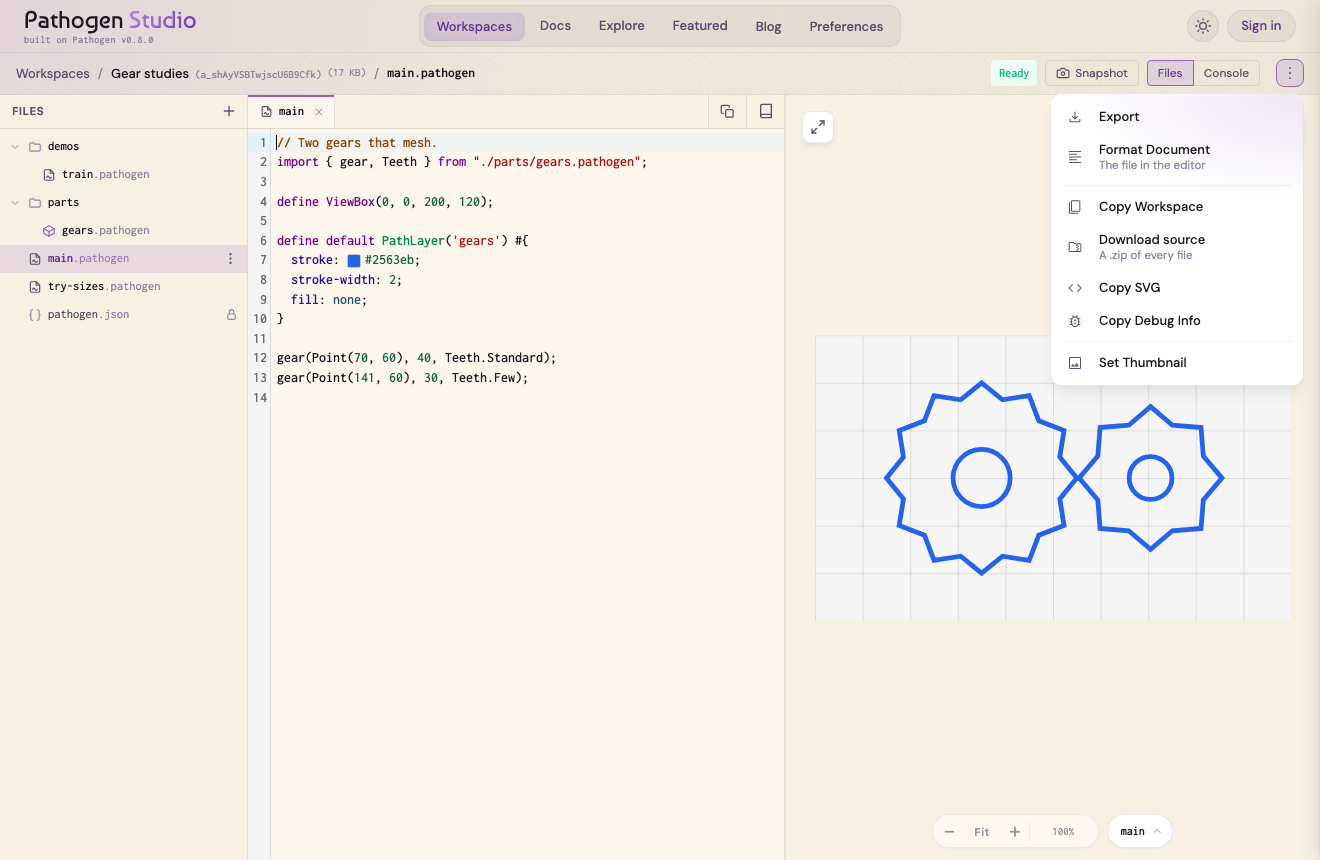 Pathogen Studio
built on Pathogen v0.8.0
Workspaces
Docs
Explore
Featured
Blog
Preferences
Sign in
Workspaces / Gear studies (a_shAyVSBTwjscU6B9Cfk) (17 KB) / main.pathogen
Ready
Snapshot
Files
Console
FILES
demos
train.pathogen
parts
gears.pathogen
main.pathogen
try-sizes.pathogen
{} pathogen.json
main
1 // Two gears that mesh.
2 import { gear, Teeth } from "./parts/gears.pathogen";
3
4 define ViewBox(0, 0, 200, 120);
5
6 define default PathLayer('gears') #{
7 stroke: #2563eb;
8 stroke-width: 2;
9 fill: none;
10 }
11
12 gear(Point(70, 60), 40, Teeth.Standard);
13 gear(Point(141, 60), 30, Teeth.Few);
14
Export
Format Document
The file in the editor
Copy Workspace
Download source
A .zip of every file
Copy SVG
Copy Debug Info
Set Thumbnail
Fit
100%
main